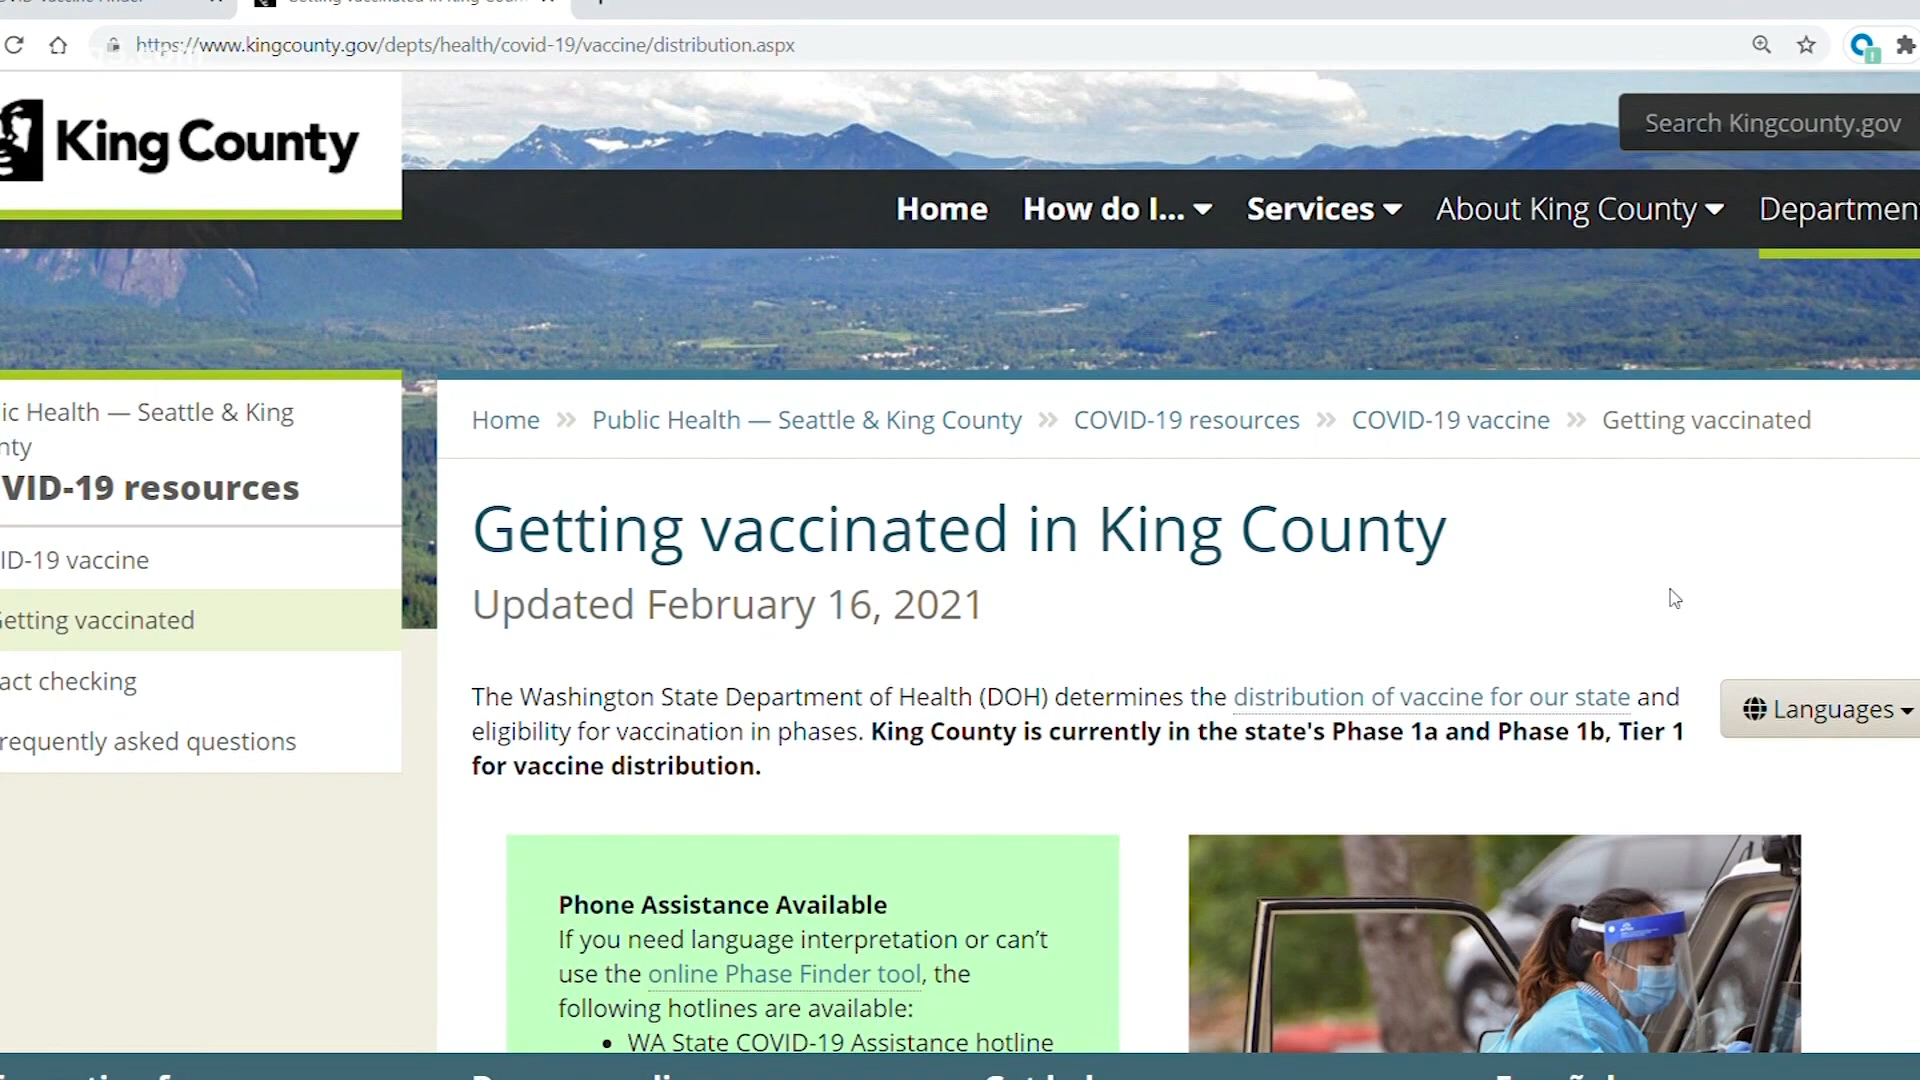 https://www.kingcounty.gov/depts/health/covid-19/vaccine/distribution.aspx
King County
Search Kingcounty.gov
Home How do I... Services About King County Departmen
ic Health — Seattle & King
nty
VID-19 resources
ID-19 vaccine
Getting vaccinated
act checking
requently asked questions
Home » Public Health — Seattle & King County » COVID-19 resources » COVID-19 vaccine » Getting vaccinated
Getting vaccinated in King County
Updated February 16, 2021
The Washington State Department of Health (DOH) determines the distribution of vaccine for our state and
eligibility for vaccination in phases. King County is currently in the state's Phase 1a and Phase 1b, Tier 1
for vaccine distribution.
Languages
Phone Assistance Available
If you need language interpretation or can’t
use the online Phase Finder tool, the
following hotlines are available:
• WA State COVID-19 Assistance hotline